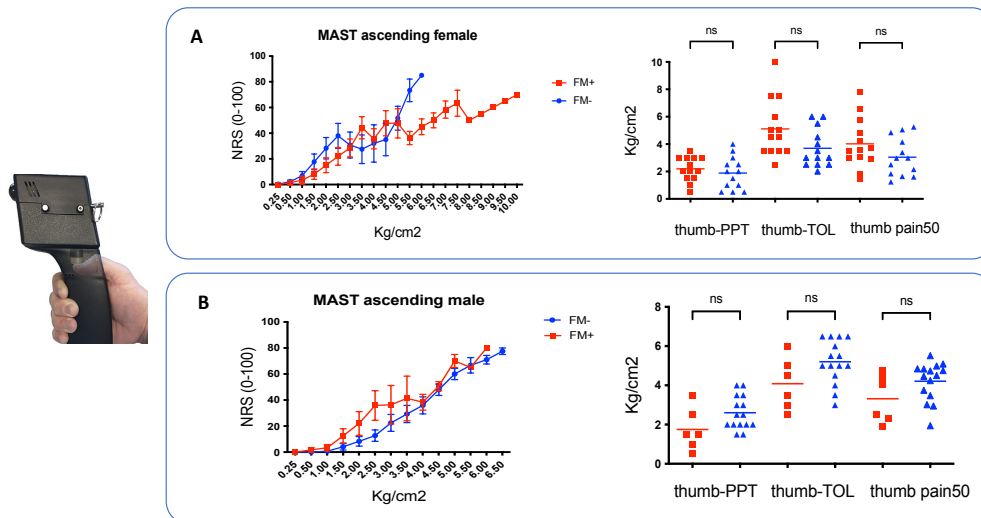 A
MAST ascending female
NRS (0-100)
100
80
60
40
20
0
0.25
0.50
1.00
1.50
2.00
2.50
3.00
3.50
4.00
4.50
5.00
5.50
6.00
6.50
7.00
7.50
8.00
8.50
9.00
9.50
10.00
Kg/cm2
FM+
FM-
ns
ns
ns
Kg/cm2
10
8
6
4
2
0
thumb-PPT
thumb-TOL
thumb pain50
B
MAST ascending male
NRS (0-100)
100
80
60
40
20
0
0.25
0.50
1.00
1.50
2.00
2.50
3.00
3.50
4.00
4.50
5.00
5.50
6.00
6.50
Kg/cm2
FM-
FM+
ns
ns
ns
Kg/cm2
8
6
4
2
0
thumb-PPT
thumb-TOL
thumb pain50